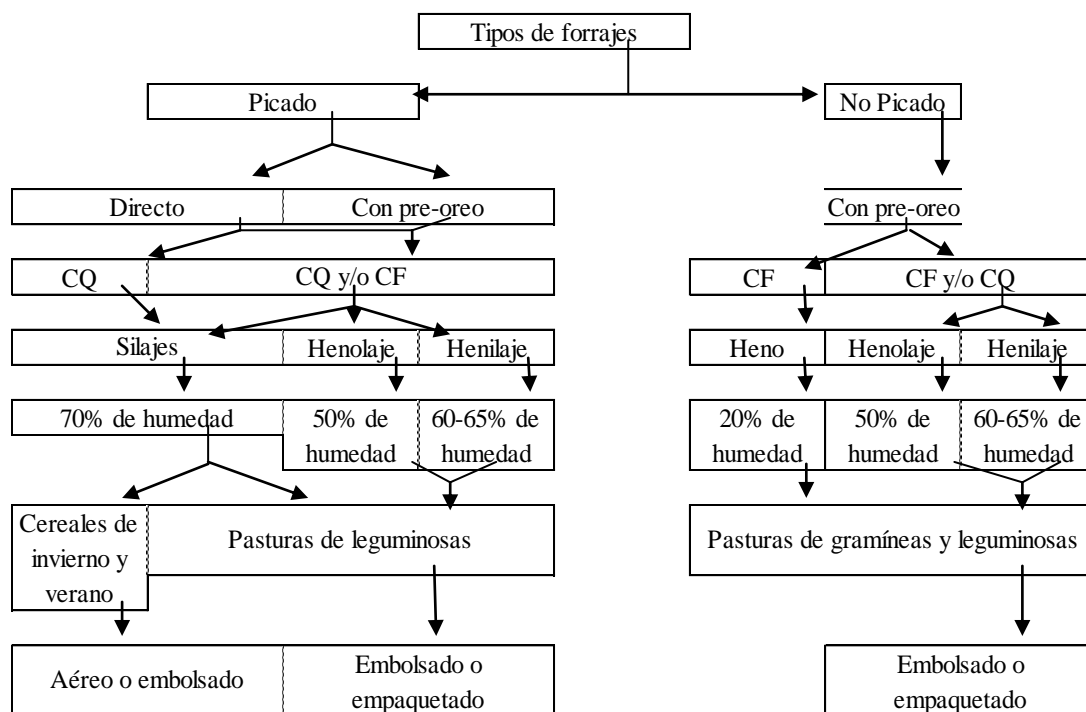 Tipos de forrajes
Picado
No Picado
Directo
Con pre-oreo
Con pre-oreo
CQ
CQ y/o CF
CF
CF y/o CQ
Silajes
Henolaje
Henilaje
Heno
Henolaje
Henilaje
70% de humedad
50% de
humedad
60-65% de
humedad
20% de
humedad
50% de
humedad
60-65% de
humedad
Cereales de
invierno y
verano
Pasturas de leguminosas
Pasturas de gramíneas y leguminosas
Aéreo o embolsado
Embolsado o
empaquetado
Embolsado o
empaquetado